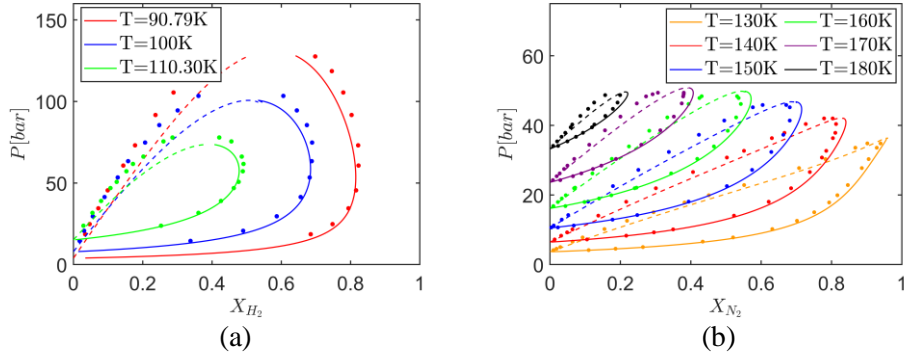 T=90.79K
T=100K
T=110.30K
P[bar]
150
100
50
0
0 0.2 0.4 0.6 0.8 1
X_{H_2}
(a)
T=130K T=160K
T=140K T=170K
T=150K T=180K
P[bar]
60
40
20
0
0 0.2 0.4 0.6 0.8 1
X_{N_2}
(b)